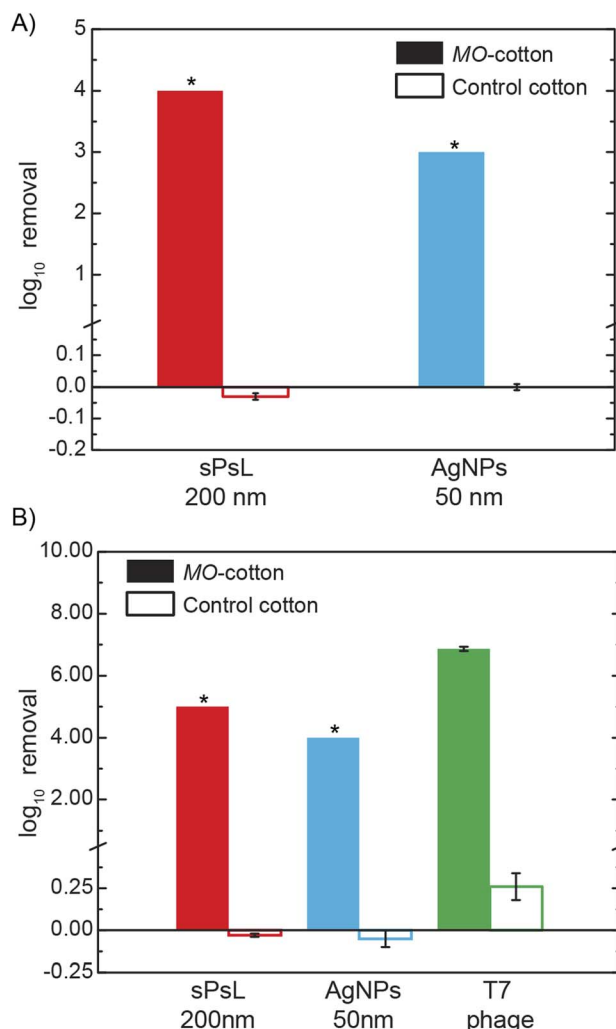 A)
5
4
3
2
1
0.1
0.0
-0.1
-0.2
log₁₀ removal
MO-cotton
Control cotton
*
*
sPsL
200 nm
AgNPs
50 nm
B)
10.00
8.00
6.00
4.00
2.00
0.25
0.00
-0.25
log₁₀ removal
MO-cotton
Control cotton
*
*
sPsL
200nm
AgNPs
50nm
T7
phage